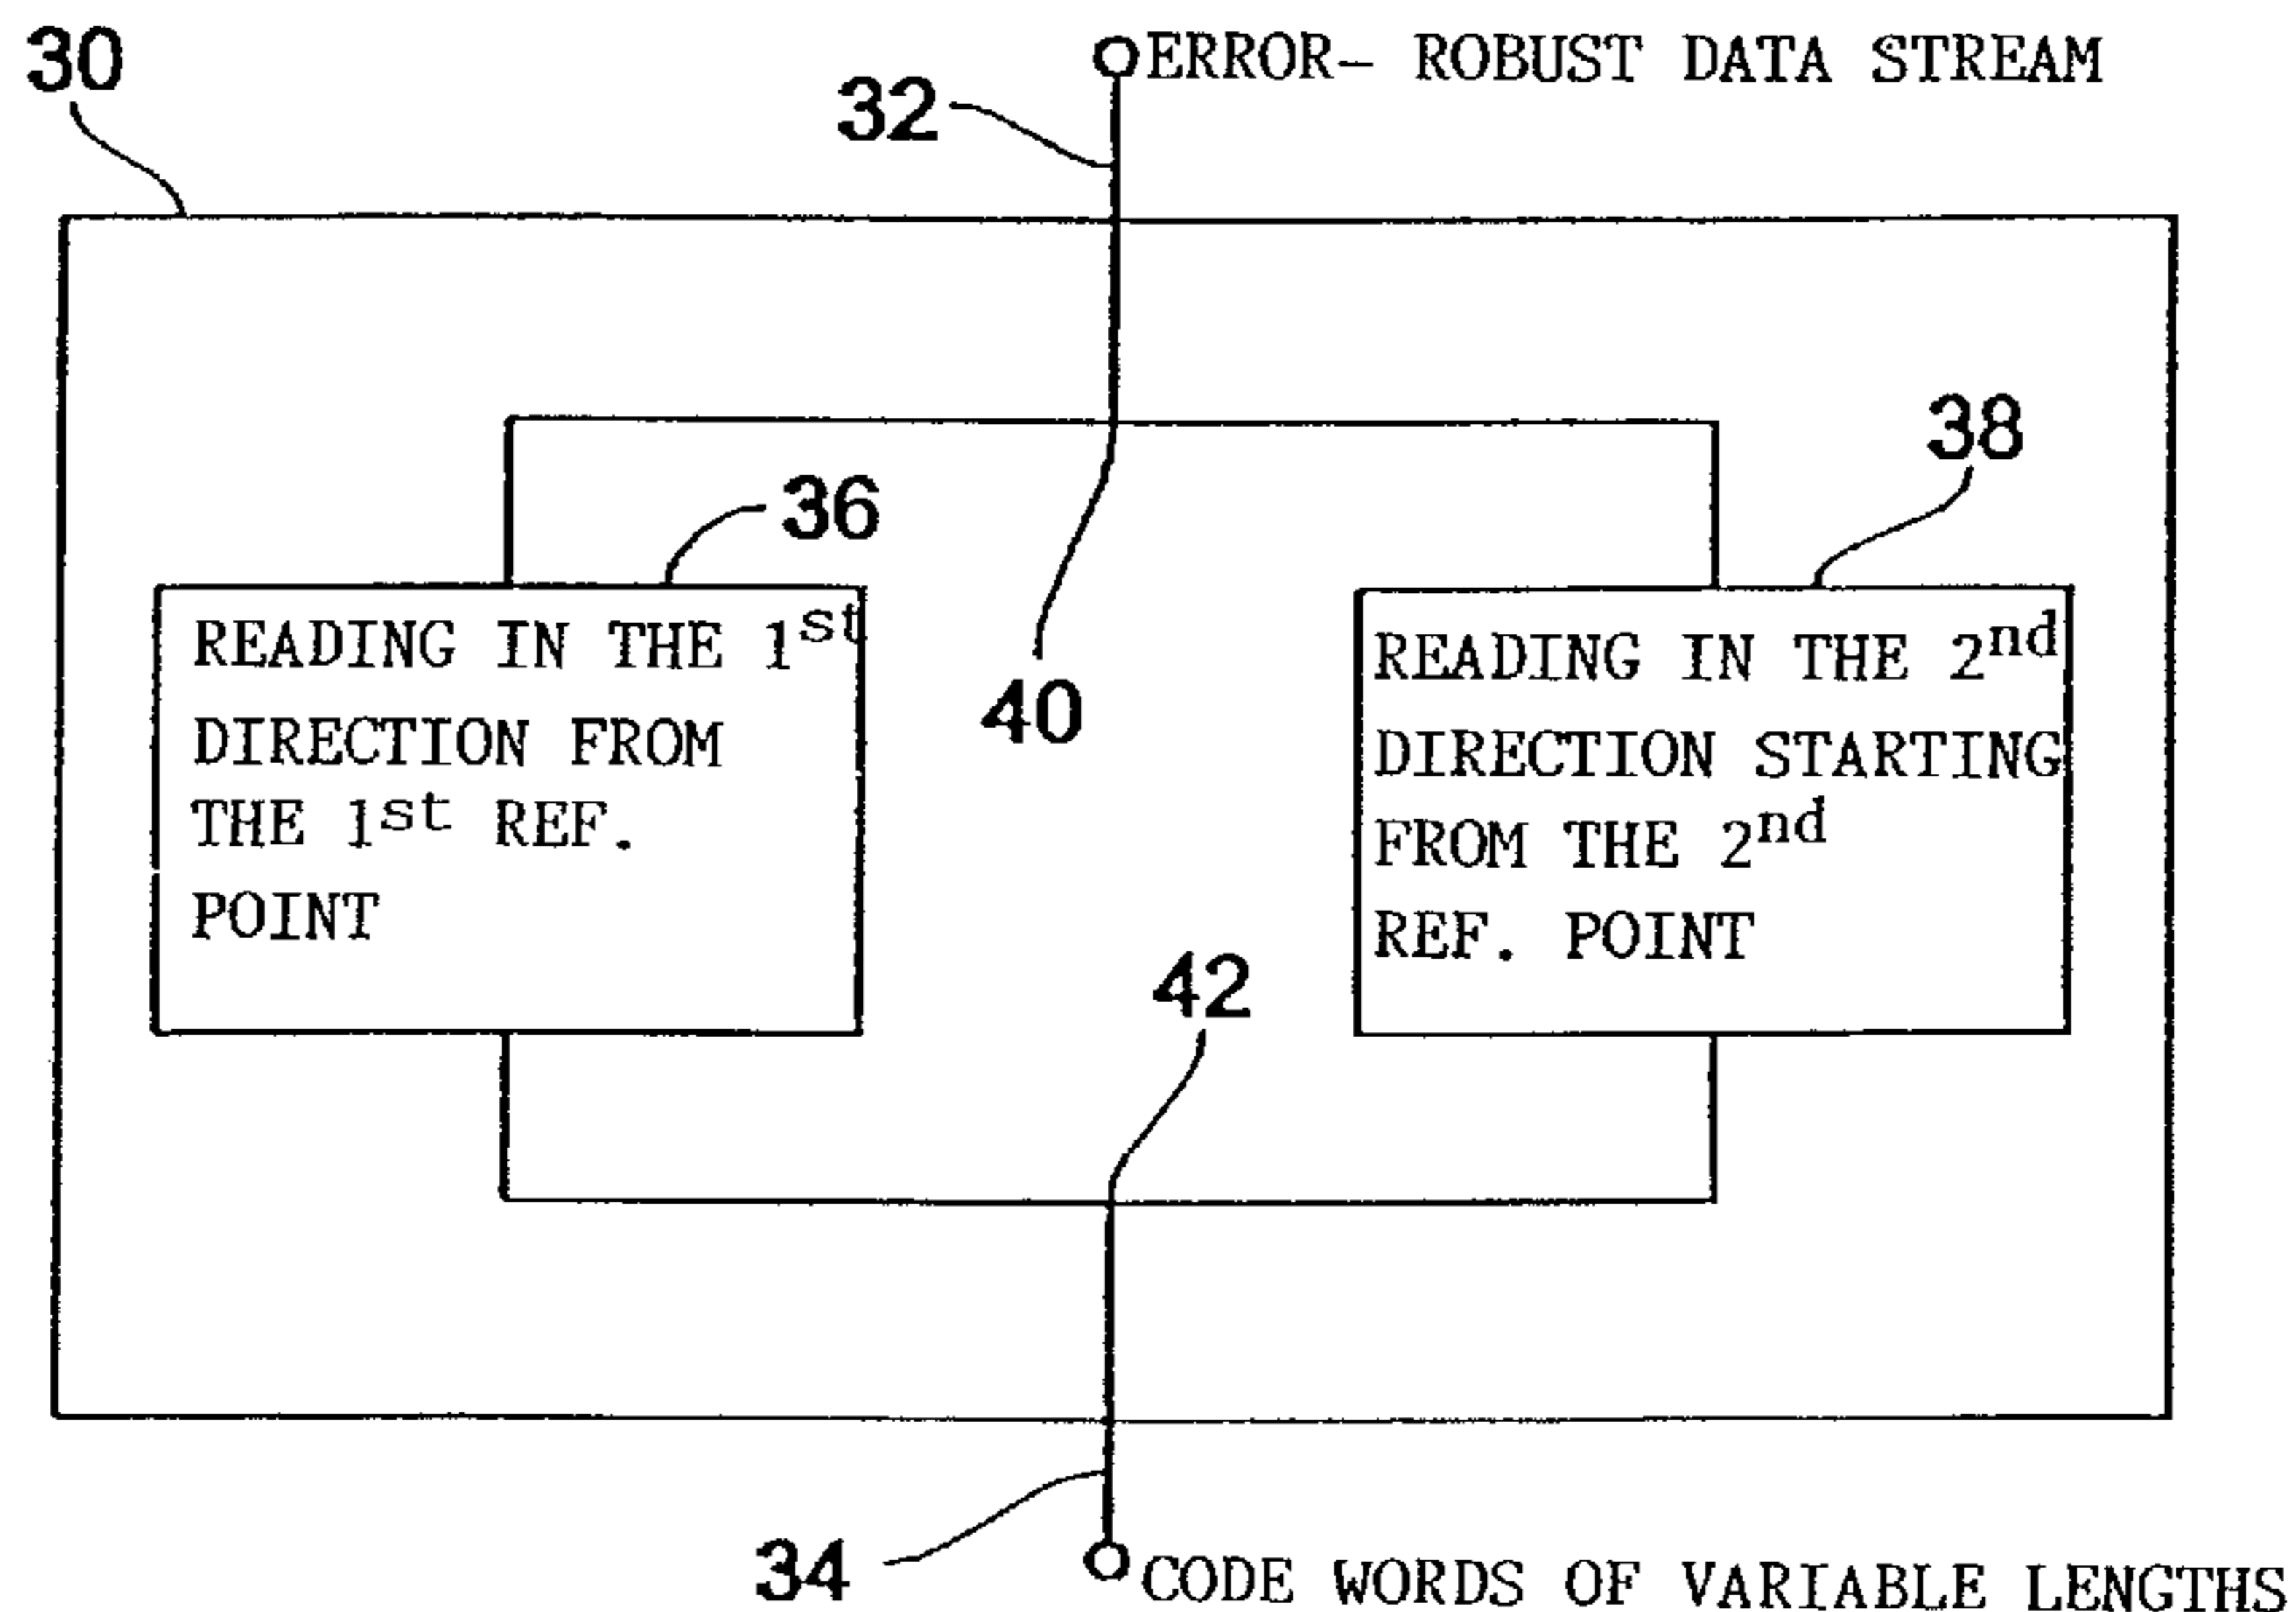 30
ERROR- ROBUST DATA STREAM
32
38
36
READING IN THE 1st
DIRECTION FROM
THE 1st REF.
POINT
40
READING IN THE 2nd
DIRECTION STARTING
FROM THE 2nd
REF. POINT
42
34
CODE WORDS OF VARIABLE LENGTHS